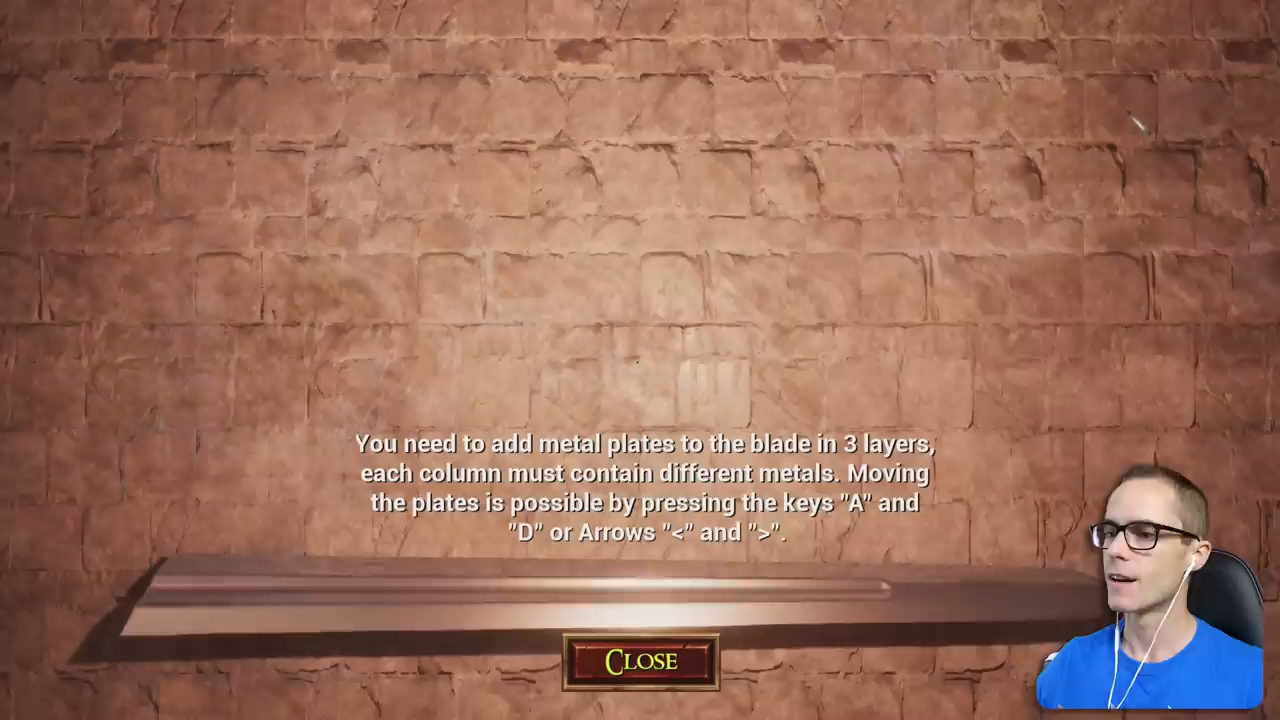 You need to add metal plates to the blade in 3 layers,
each column must contain different metals. Moving
the plates is possible by pressing the keys "A" and
"D" or Arrows "<" and ">".
Close